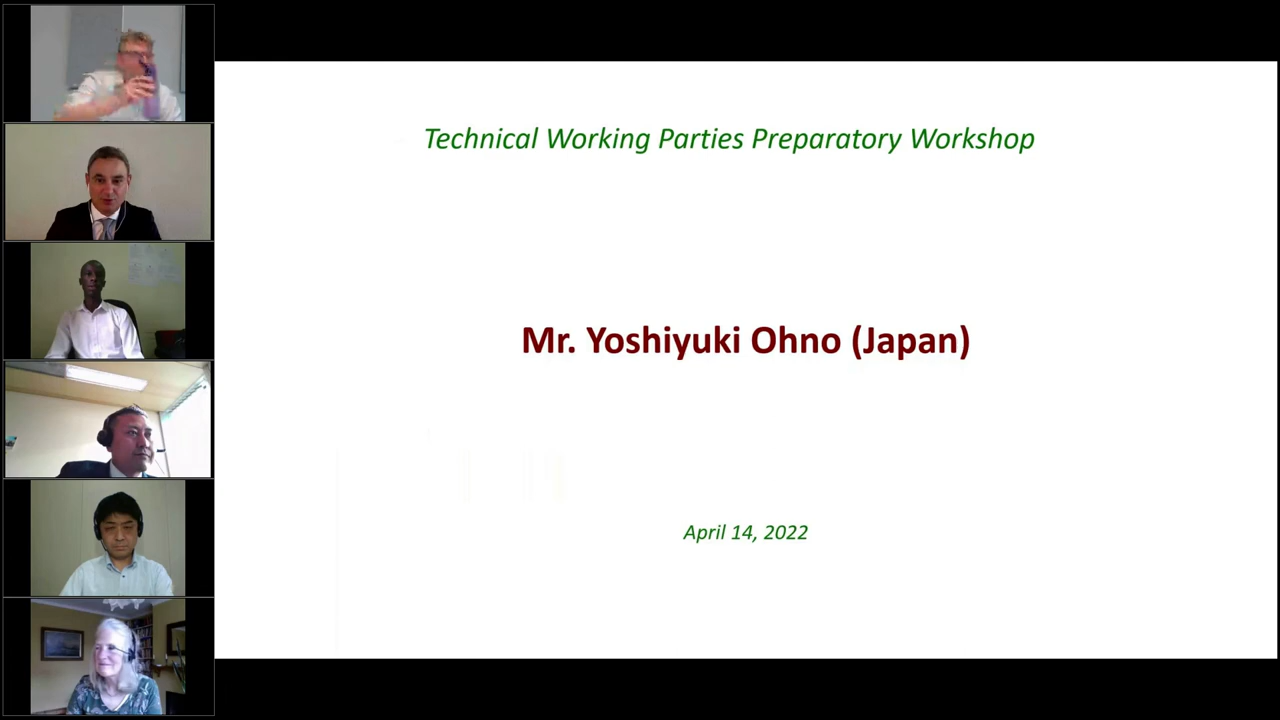 Technical Working Parties Preparatory Workshop
Mr. Yoshiyuki Ohno (Japan)
April 14, 2022